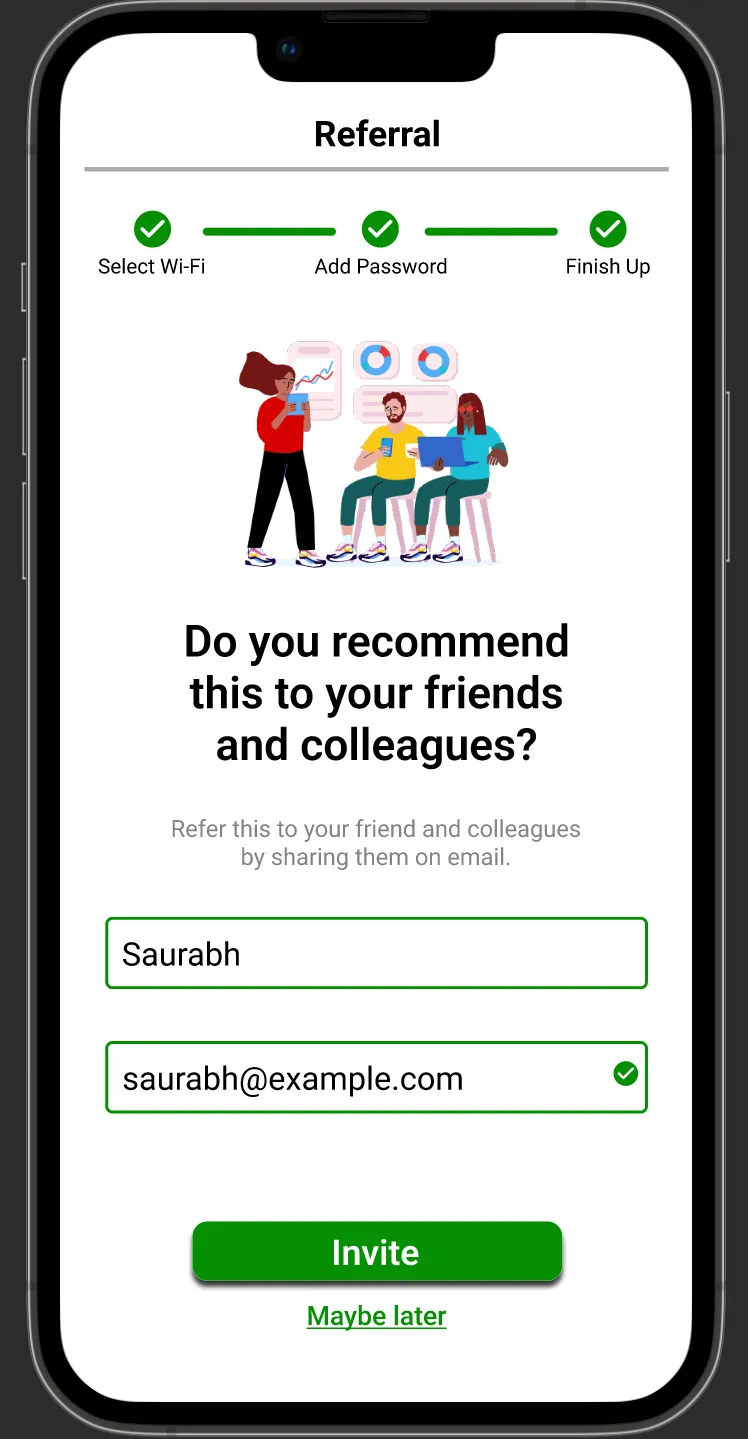 Referral
Select Wi-Fi
Add Password
Finish Up
Do you recommend
this to your friends
and colleagues?
Refer this to your friend and colleagues
by sharing them on email.
Saurabh
saurabh@example.com
Invite
Maybe later